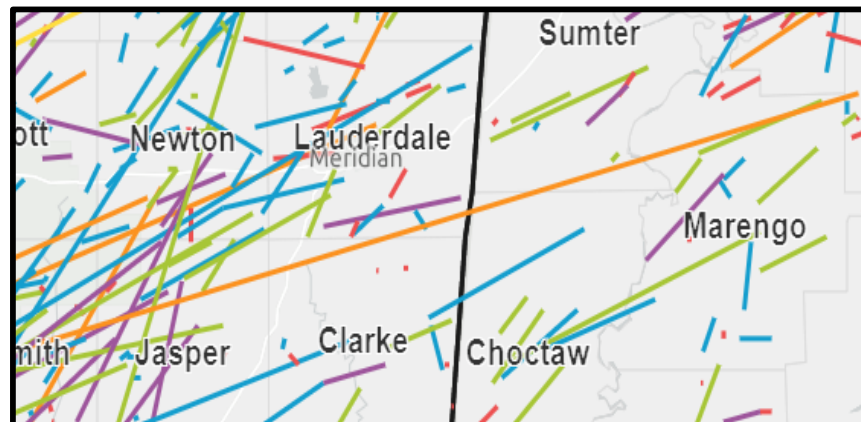 Sumter
ott
Newton
Lauderdale
Meridian
Marengo
mith
Jasper
Clarke
Choctaw